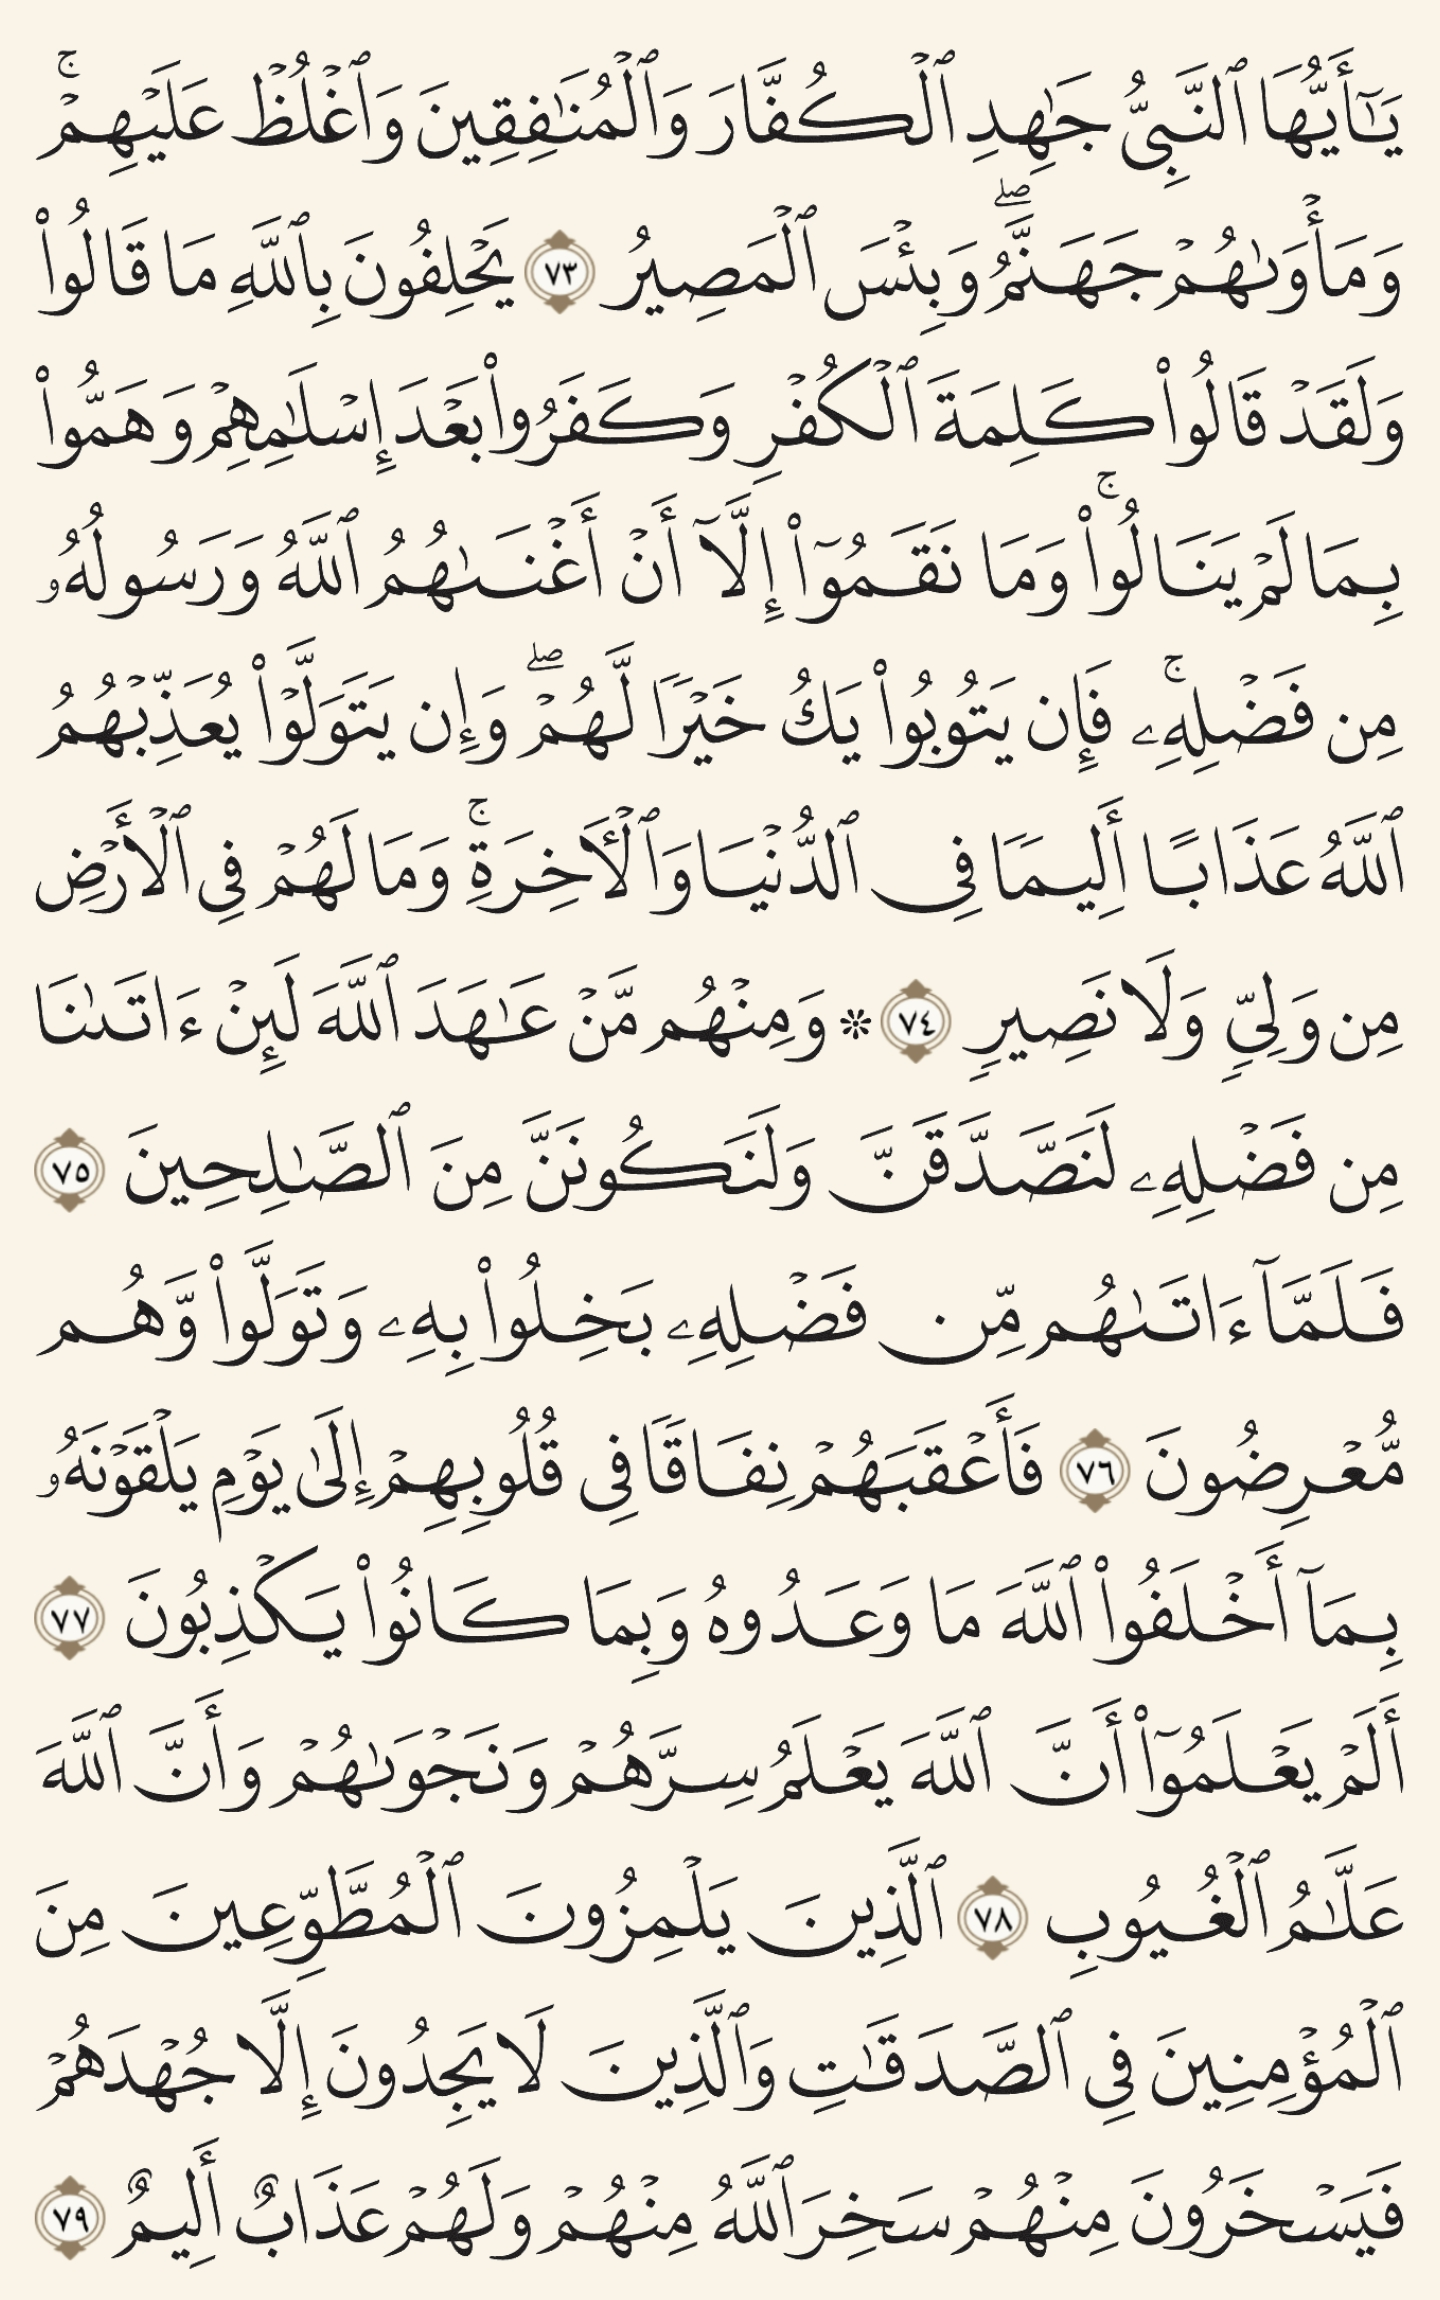 يَـٰٓأَيُّهَا ٱلنَّبِىُّ جَـٰهِدِ ٱلۡكُفَّارَ وَٱلۡمُنَـٰفِقِينَ وَٱغۡلُظۡ عَلَيۡهِمۡۚ
وَمَأۡوَىٰهُمۡ جَهَنَّمُۖ وَبِئۡسَ ٱلۡمَصِيرُ ٧٣ يَحۡلِفُونَ بِٱللَّهِ مَا قَالُواْ
وَلَقَدۡ قَالُواْ كَلِمَةَ ٱلۡكُفۡرِ وَكَفَرُواْ بَعۡدَ إِسۡلَـٰمِهِمۡ وَهَمُّواْ
بِمَا لَمۡ يَنَالُواْۚ وَمَا نَقَمُوٓاْ إِلَّآ أَنۡ أَغۡنَىٰهُمُ ٱللَّهُ وَرَسُولُهُۥ
مِن فَضۡلِهِۦۚ فَإِن يَتُوبُواْ يَكُ خَيۡرٗا لَّهُمۡۖ وَإِن يَتَوَلَّوۡاْ يُعَذِّبۡهُمُ
ٱللَّهُ عَذَابًا أَلِيمٗا فِى ٱلدُّنۡيَا وَٱلۡأٓخِرَةِۚ وَمَا لَهُمۡ فِى ٱلۡأَرۡضِ
مِن وَلِىّٖ وَلَا نَصِيرٖ ٧٤ ۞ وَمِنۡهُم مَّنۡ عَـٰهَدَ ٱللَّهَ لَئِنۡ ءَاتَىٰنَا
مِن فَضۡلِهِۦ لَنَصَّدَّقَنَّ وَلَنَكُونَنَّ مِنَ ٱلصَّـٰلِحِينَ ٧٥
فَلَمَّآ ءَاتَىٰهُم مِّن فَضۡلِهِۦ بَخِلُواْ بِهِۦ وَتَوَلَّواْ وَّهُم
مُّعۡرِضُونَ ٧٦ فَأَعۡقَبَهُمۡ نِفَاقٗا فِى قُلُوبِهِمۡ إِلَىٰ يَوۡمِ يَلۡقَوۡنَهُۥ
بِمَآ أَخۡلَفُواْ ٱللَّهَ مَا وَعَدُوهُ وَبِمَا كَانُواْ يَكۡذِبُونَ ٧٧
أَلَمۡ يَعۡلَمُوٓاْ أَنَّ ٱللَّهَ يَعۡلَمُ سِرَّهُمۡ وَنَجۡوَىٰهُمۡ وَأَنَّ ٱللَّهَ
عَلَّـٰمُ ٱلۡغُيُوبِ ٧٨ ٱلَّذِينَ يَلۡمِزُونَ ٱلۡمُطَّوِّعِينَ مِنَ
ٱلۡمُؤۡمِنِينَ فِى ٱلصَّدَقَـٰتِ وَٱلَّذِينَ لَا يَجِدُونَ إِلَّا جُهۡدَهُمۡ
فَيَسۡخَرُونَ مِنۡهُمۡ سَخِرَ ٱللَّهُ مِنۡهُمۡ وَلَهُمۡ عَذَابٌ أَلِيمٌ ٧٩